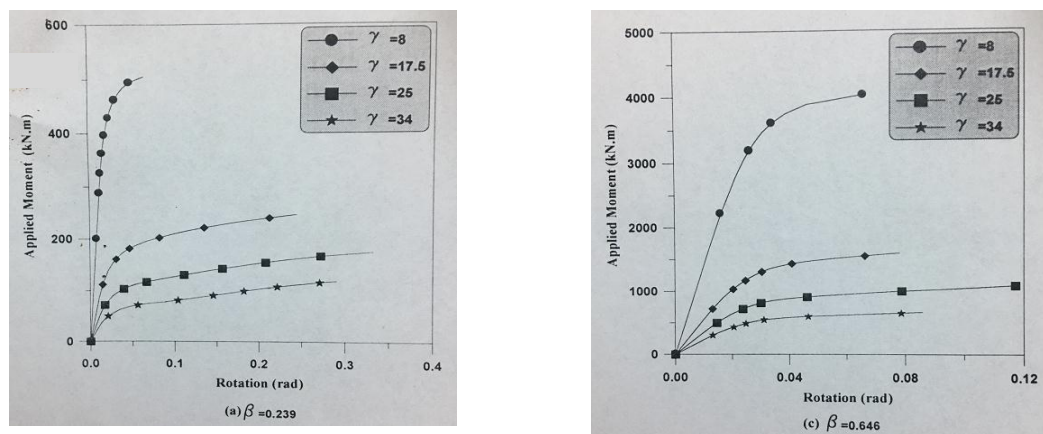 600
400
200
0
Applied Moment (kN.m)
γ =8
γ =17.5
γ =25
γ =34
0.0 0.1 0.2 0.3 0.4
Rotation (rad)
(a) β =0.239
5000
4000
3000
2000
1000
0
Applied Moment (kN.m)
γ =8
γ =17.5
γ =25
γ =34
0.00 0.04 0.08 0.12
Rotation (rad)
(c) β =0.646